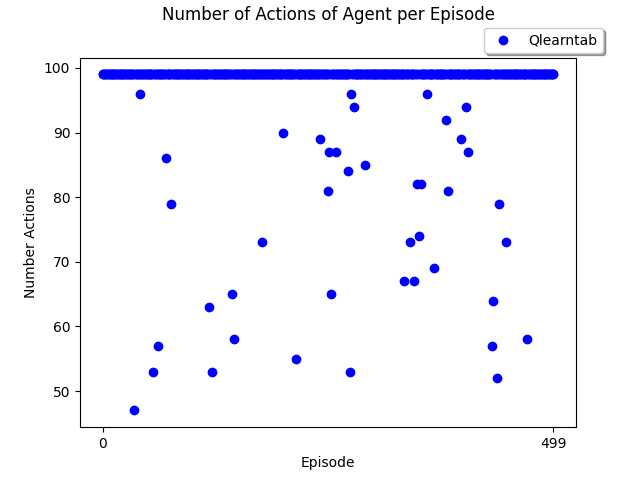 Number of Actions of Agent per Episode
Qlearntab
100
90
80
70
60
50
Number Actions
0
499
Episode